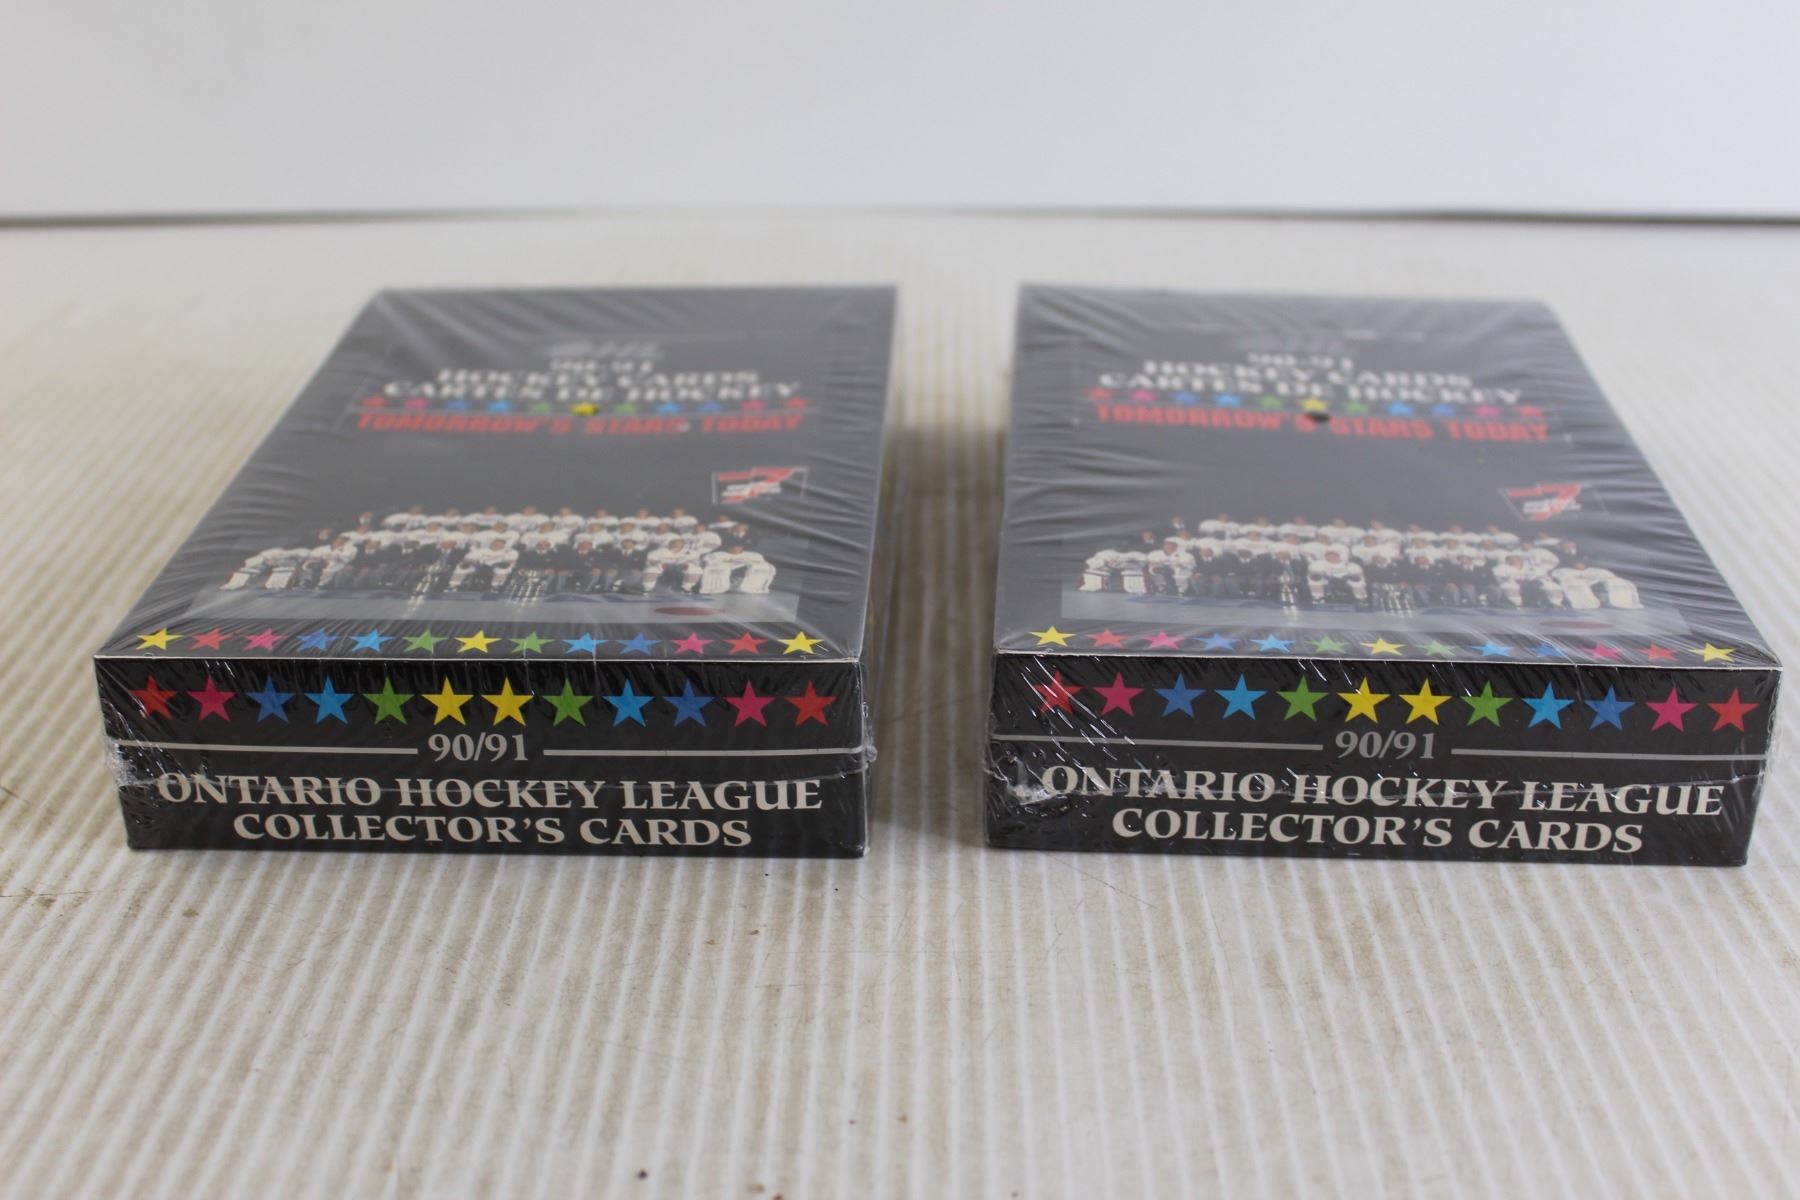 90-91
HOCKEY CARDS
CARTES DE HOCKEY
TOMORROW'S STARS TODAY
90/91
ONTARIO HOCKEY LEAGUE
COLLECTOR'S CARDS
90-91
HOCKEY CARDS
CARTES DE HOCKEY
TOMORROW'S STARS TODAY
90/91
ONTARIO HOCKEY LEAGUE
COLLECTOR'S CARDS